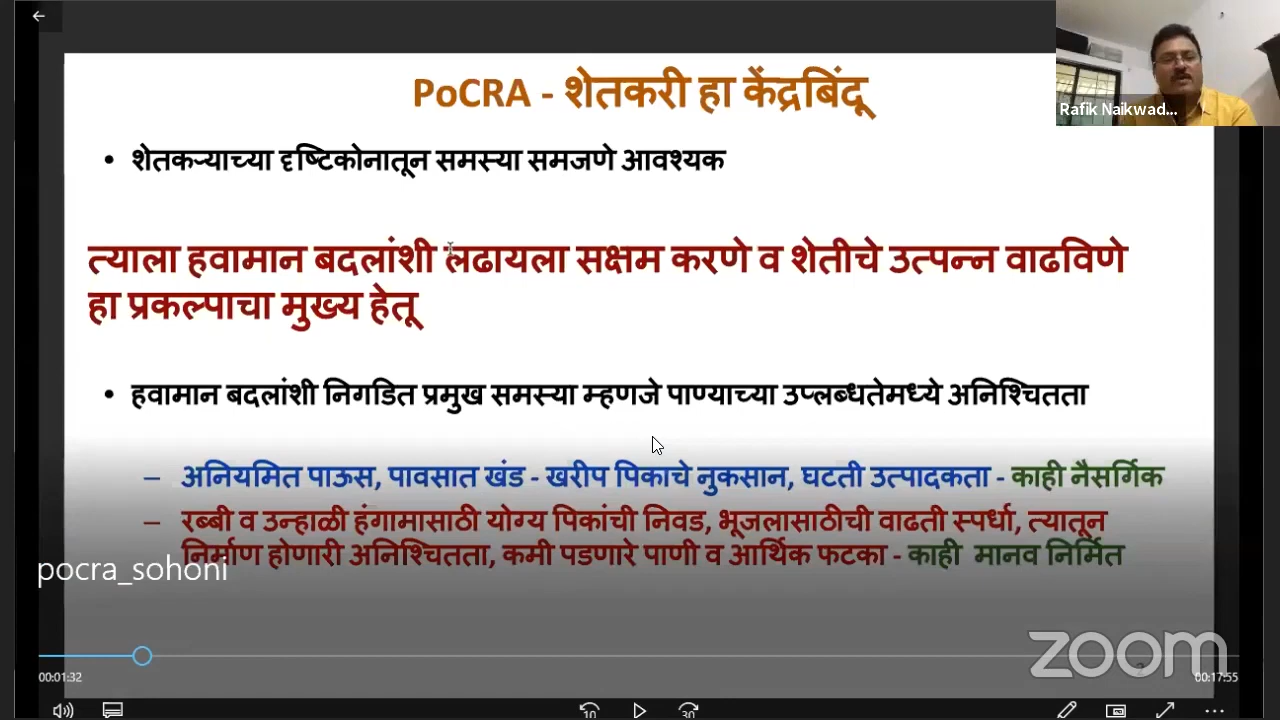 PoCRA - शेतकरी हा केंद्रबिंदू
Rafik Naikwad...
• शेतकऱ्याच्या दृष्टिकोनातून समस्या समजणे आवश्यक
त्याला हवामान बदलांशी लढायला सक्षम करणे व शेतीचे उत्पन्न वाढविणे
हा प्रकल्पाचा मुख्य हेतू
• हवामान बदलांशी निगडित प्रमुख समस्या म्हणजे पाण्याच्या उप्लब्धतेमध्ये अनिश्चितता
– अनियमित पाऊस, पावसात खंड - खरीप पिकाचे नुकसान, घटती उत्पादकता - काही नैसर्गिक
– रब्बी व उन्हाळी हंगामासाठी योग्य पिकांची निवड, भूजलासाठीची वाढती स्पर्धा, त्यातून
निर्माण होणारी अनिश्चितता, कमी पडणारे पाणी व आर्थिक फटका - काही मानव निर्मित
pocra_sohoni
zoom
2
00:01:32
00:17:55
10
30